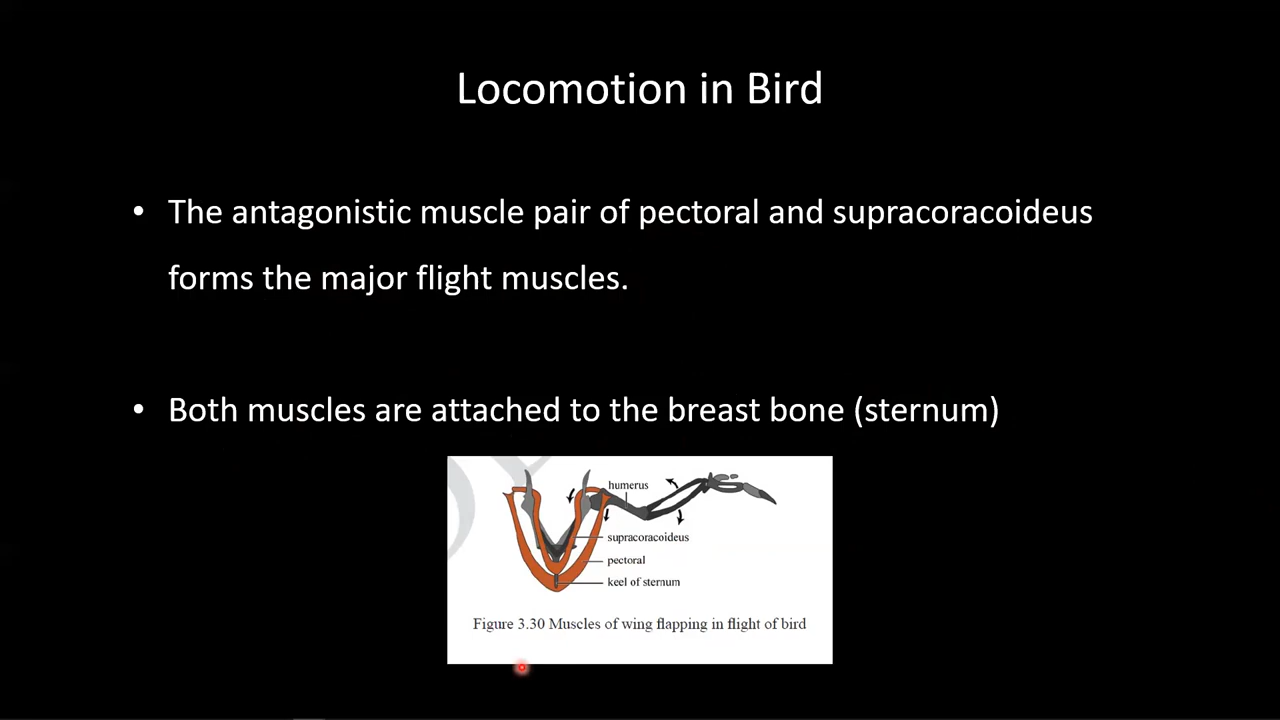 Locomotion in Bird
• The antagonistic muscle pair of pectoral and supracoracoideus
forms the major flight muscles.
• Both muscles are attached to the breast bone (sternum)
humerus
supracoracoideus
pectoral
keel of sternum
Figure 3.30 Muscles of wing flapping in flight of bird